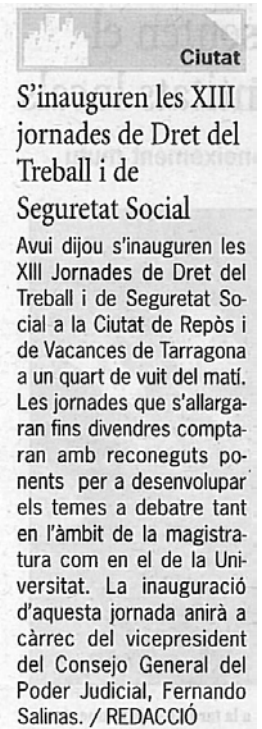 Ciutat
S'inauguren les XIII
jornades de Dret del
Treball i de
Seguretat Social
Avui dijou s'inauguren les
XIII Jornades de Dret del
Treball i de Seguretat So-
cial a la Ciutat de Repòs i
de Vacances de Tarragona
a un quart de vuit del matí.
Les jornades que s'allarga-
ran fins divendres compta-
ran amb reconeguts po-
nents per a desenvolupar
els temes a debatre tant
en l'àmbit de la magistra-
tura com en el de la Uni-
versitat. La inauguració
d'aquesta jornada anirà a
càrrec del vicepresident
del Consejo General del
Poder Judicial, Fernando
Salinas. / REDACCIÓ